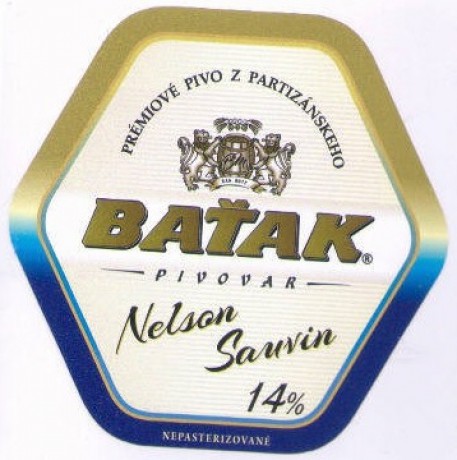 PRÉMIOVÉ PIVO Z PARTIZÁNSKEHO
BAŤAK®
PIVOVAR
Nelson
Sauvin
14%
NEPASTERIZOVANÉ